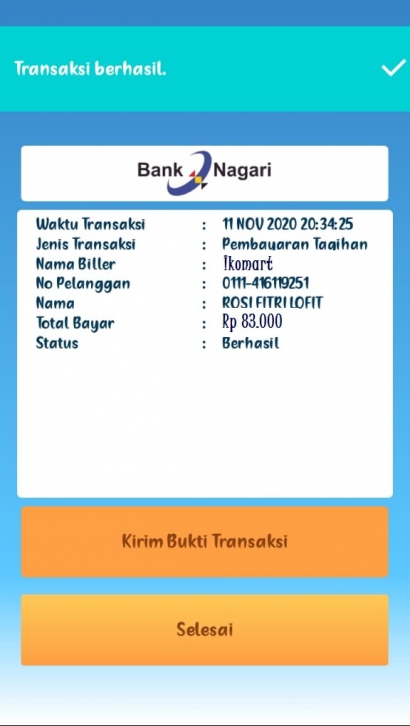 Transaksi berhasil.
Bank Nagari
Waktu Transaksi : 11 NOV 2020 20:34:25
Jenis Transaksi : Pembayaran Tagihan
Nama Biller : Ikomart
No Pelanggan : 0111-416119251
Nama : ROSI FITRI LOFIT
Total Bayar : Rp 83.000
Status : Berhasil
Kirim Bukti Transaksi
Selesai